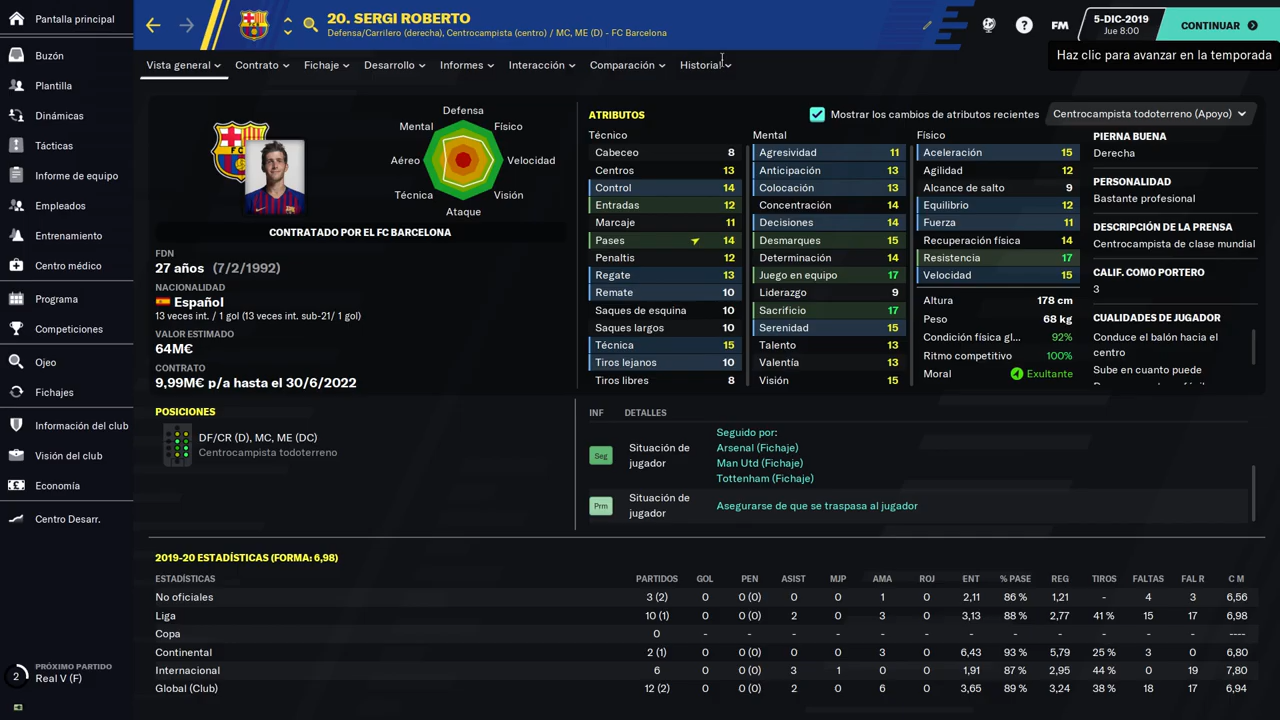 Pantalla principal
Buzón
Plantilla
Dinámicas
Tácticas
Informe de equipo
Empleados
Entrenamiento
Centro médico
Programa
Competiciones
Ojeo
Fichajes
Información del club
Visión del club
Economía
Centro Desarr.
2
PRÓXIMO PARTIDO
Real V (F)
20. SERGI ROBERTO
Defensa/Carrilero (derecha), Centrocampista (centro) / MC, ME (D) - FC Barcelona
FM
5-DIC-2019
Jue 8:00
CONTINUAR
Haz clic para avanzar en la temporada
Vista general Contrato Fichaje Desarrollo Informes Interacción Comparación Historial
Defensa
Mental Físico
Aéreo Velocidad
Técnica Visión
Ataque
CONTRATADO POR EL FC BARCELONA
FDN
27 años (7/2/1992)
NACIONALIDAD
Español
13 veces int. / 1 gol (13 veces int. sub-21/ 1 gol)
VALOR ESTIMADO
64M€
CONTRATO
9,99M€ p/a hasta el 30/6/2022
ATRIBUTOS
Mostrar los cambios de atributos recientes
Centrocampista todoterreno (Apoyo)
Técnico
Cabeceo 8
Centros 13
Control 14
Entradas 12
Marcaje 11
Pases 14
Penaltis 12
Regate 13
Remate 10
Saques de esquina 10
Saques largos 10
Técnica 15
Tiros lejanos 10
Tiros libres 8
Mental
Agresividad 11
Anticipación 13
Colocación 13
Concentración 14
Decisiones 14
Desmarques 15
Determinación 14
Juego en equipo 17
Liderazgo 9
Sacrificio 17
Serenidad 15
Talento 13
Valentía 13
Visión 15
Físico
Aceleración 15
Agilidad 12
Alcance de salto 9
Equilibrio 12
Fuerza 11
Recuperación física 14
Resistencia 17
Velocidad 15
Altura 178 cm
Peso 68 kg
Condición física gl... 92%
Ritmo competitivo 100%
Moral Exultante
PIERNA BUENA
Derecha
PERSONALIDAD
Bastante profesional
DESCRIPCIÓN DE LA PRENSA
Centrocampista de clase mundial
CALIF. COMO PORTERO
3
CUALIDADES DE JUGADOR
Conduce el balón hacia el
centro
Sube en cuanto puede
POSICIONES
DF/CR (D), MC, ME (DC)
Centrocampista todoterreno
INF DETALLES
Seg
Situación de
jugador
Seguido por:
Arsenal (Fichaje)
Man Utd (Fichaje)
Tottenham (Fichaje)
Prm
Situación de
jugador
Asegurarse de que se traspasa al jugador
2019-20 ESTADÍSTICAS (FORMA: 6,98)
ESTADÍSTICAS PARTIDOS GOL PEN ASIST MJP AMA ROJ ENT % PASE REG TIROS FALTAS FAL R C M
No oficiales 3 (2) 0 0 (0) 0 0 1 0 2,11 86 % 1,21 - 4 3 6,56
Liga 10 (1) 0 0 (0) 2 0 3 0 3,13 88 % 2,77 41 % 15 17 6,98
Copa 0 - - - - - - - - - - - - ----
Continental 2 (1) 0 0 (0) 0 0 3 0 6,43 93 % 5,79 25 % 3 0 6,80
Internacional 6 0 0 (0) 3 1 0 0 1,91 87 % 2,95 44 % 0 19 7,80
Global (Club) 12 (2) 0 0 (0) 2 0 6 0 3,65 89 % 3,24 38 % 18 17 6,94